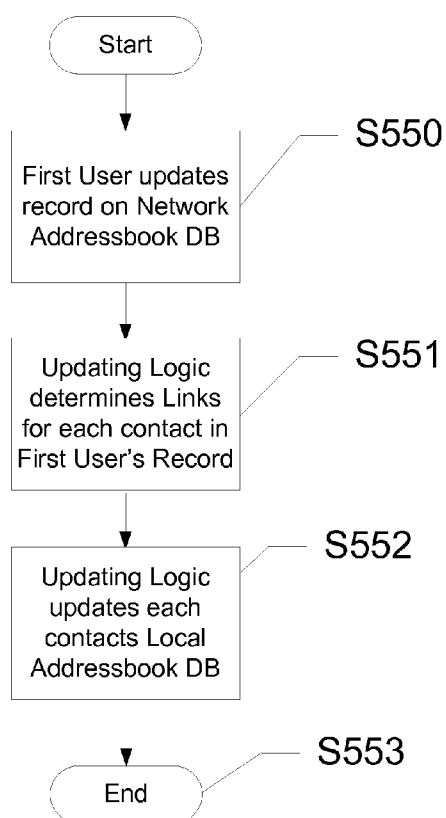 Start
S550
First User updates
record on Network
Addressbook DB
S551
Updating Logic
determines Links
for each contact in
First User's Record
S552
Updating Logic
updates each
contacts Local
Addressbook DB
S553
End